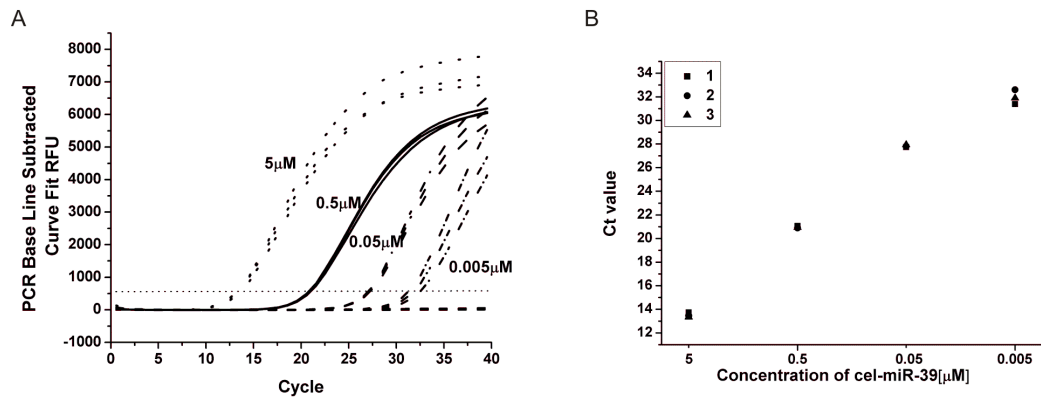 A
PCR Base Line Subtracted
Curve Fit RFU
8000
7000
6000
5000
4000
3000
2000
1000
0
-1000
5μM
0.5μM
0.05μM
0.005μM
0 5 10 15 20 25 30 35 40
Cycle
B
Ct value
34
32
30
28
26
24
22
20
18
16
14
12
1
2
3
5 0.5 0.05 0.005
Concentration of cel-miR-39[μM]